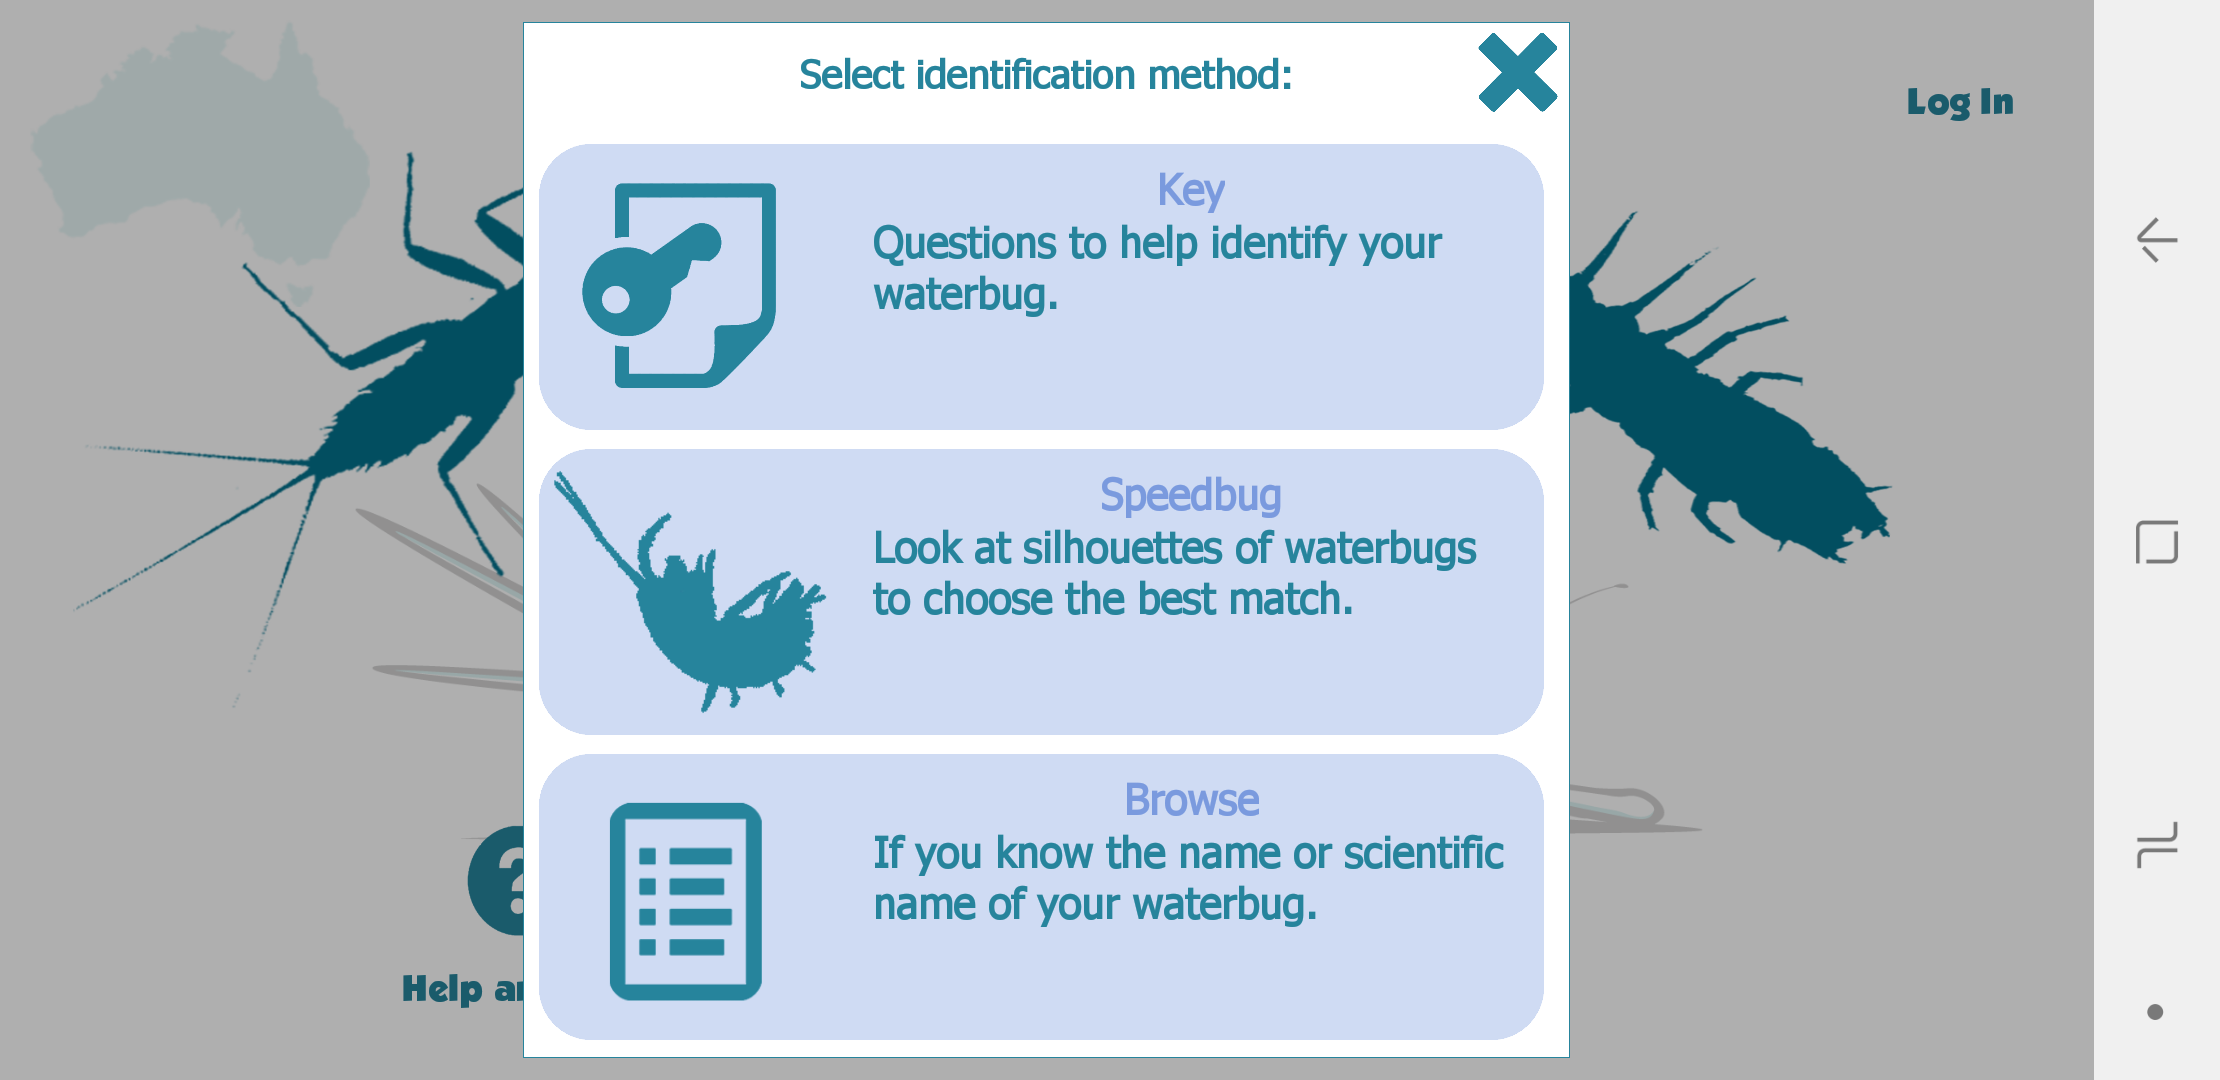 Select identification method:
Log In
Key
Questions to help identify your
waterbug.
Speedbug
Look at silhouettes of waterbugs
to choose the best match.
Browse
If you know the name or scientific
name of your waterbug.
Help